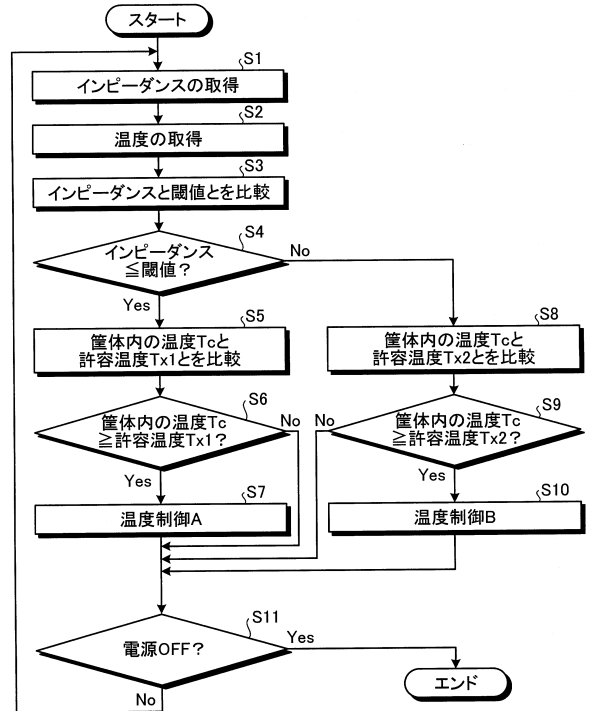 スタート
S1
インピーダンスの取得
S2
温度の取得
S3
インピーダンスと閾値とを比較
S4
インピーダンス
≦閾値?
No
Yes
S5
筐体内の温度Tcと
許容温度Tx1とを比較
S8
筐体内の温度Tcと
許容温度Tx2とを比較
S6
筐体内の温度Tc
≧許容温度Tx1?
No
Yes
S9
筐体内の温度Tc
≧許容温度Tx2?
No
Yes
S7
温度制御A
S10
温度制御B
S11
電源OFF?
Yes
No
エンド